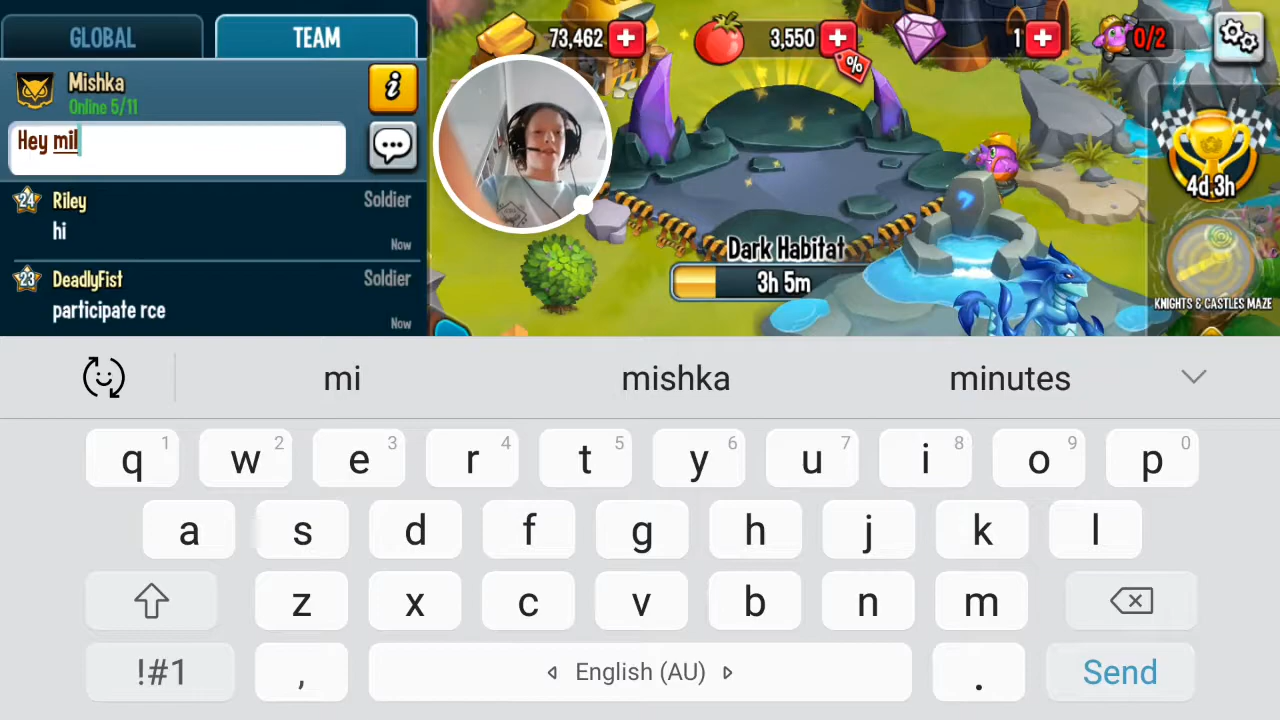 GLOBAL
TEAM
73,462
3,550
1
0/2
%
Mishka
i
Online 5/11
Hey mil
24 Riley
Soldier
hi
Now
23 DeadlyFist
Soldier
participate rce
Now
Dark Habitat
3h 5m
4d 3h
KNIGHTS & CASTLES MAZE
mi
mishka
minutes
q 1 w 2 e 3 r 4 t 5 y 6 u 7 i 8 o 9 p 0
a s d f g h j k l
z x c v b n m
!#1 , English (AU) . Send